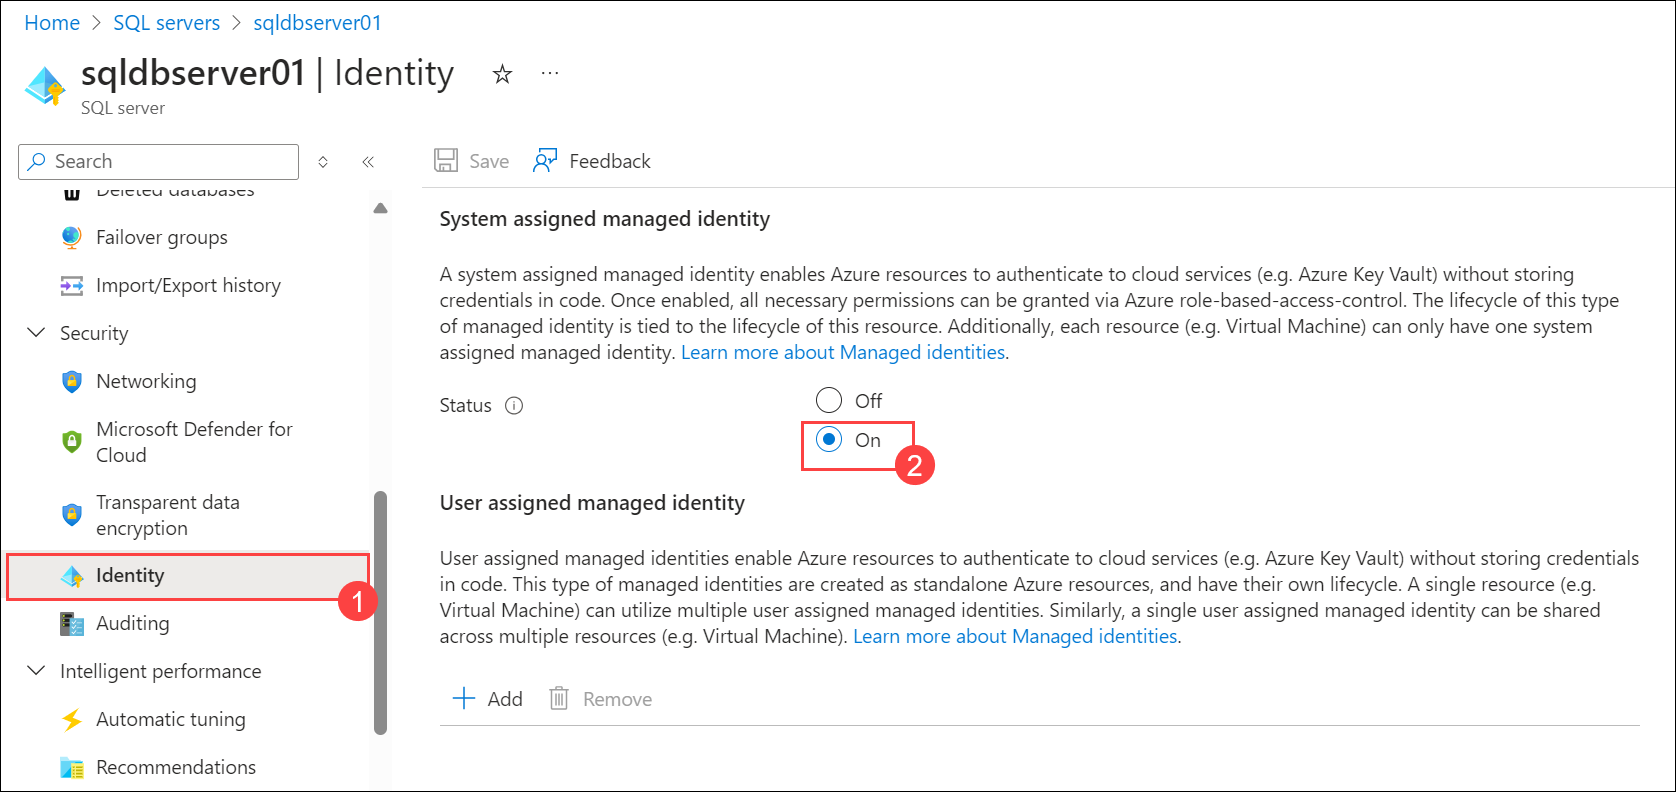 Home > SQL servers > sqldbserver01
sqldbserver01 | Identity ☆ ...
SQL server
Search
Save Feedback
Deleted databases
Failover groups
Import/Export history
Security
Networking
Microsoft Defender for
Cloud
Transparent data
encryption
Identity
1
Auditing
Intelligent performance
Automatic tuning
Recommendations
System assigned managed identity
A system assigned managed identity enables Azure resources to authenticate to cloud services (e.g. Azure Key Vault) without storing
credentials in code. Once enabled, all necessary permissions can be granted via Azure role-based-access-control. The lifecycle of this type
of managed identity is tied to the lifecycle of this resource. Additionally, each resource (e.g. Virtual Machine) can only have one system
assigned managed identity. Learn more about Managed identities.
Status
Off
On
2
User assigned managed identity
User assigned managed identities enable Azure resources to authenticate to cloud services (e.g. Azure Key Vault) without storing credentials
in code. This type of managed identities are created as standalone Azure resources, and have their own lifecycle. A single resource (e.g.
Virtual Machine) can utilize multiple user assigned managed identities. Similarly, a single user assigned managed identity can be shared
across multiple resources (e.g. Virtual Machine). Learn more about Managed identities.
Add Remove